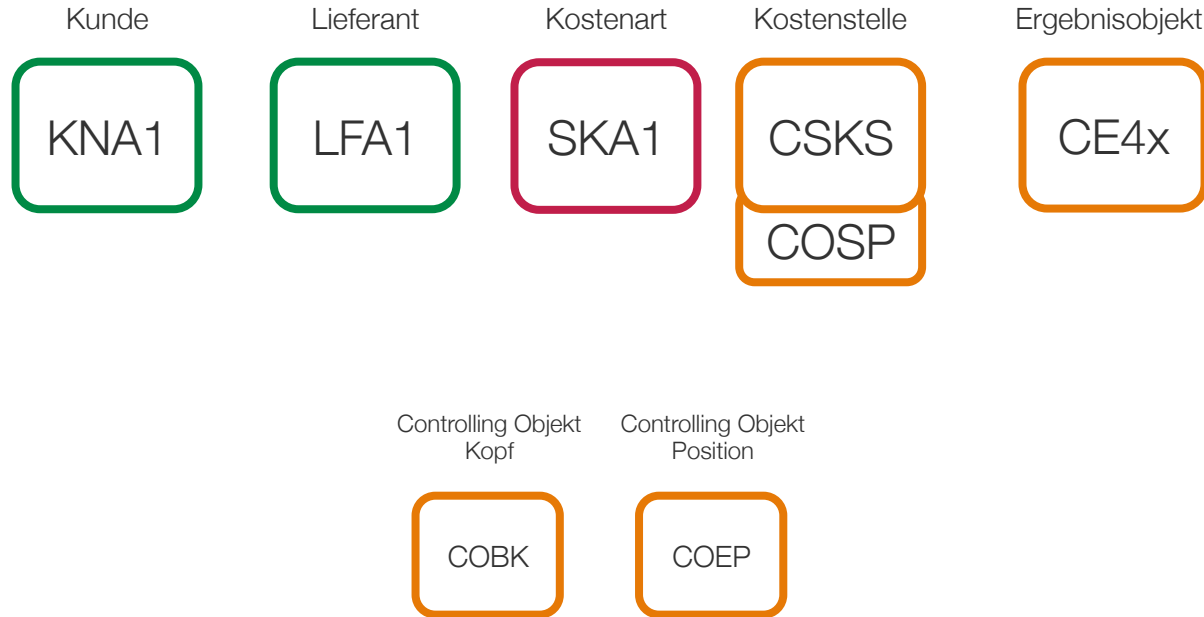 Kunde
Lieferant
Kostenart
Kostenstelle
Ergebnisobjekt
KNA1
LFA1
SKA1
CSKS
CE4x
COSP
Controlling Objekt
Kopf
Controlling Objekt
Position
COBK
COEP